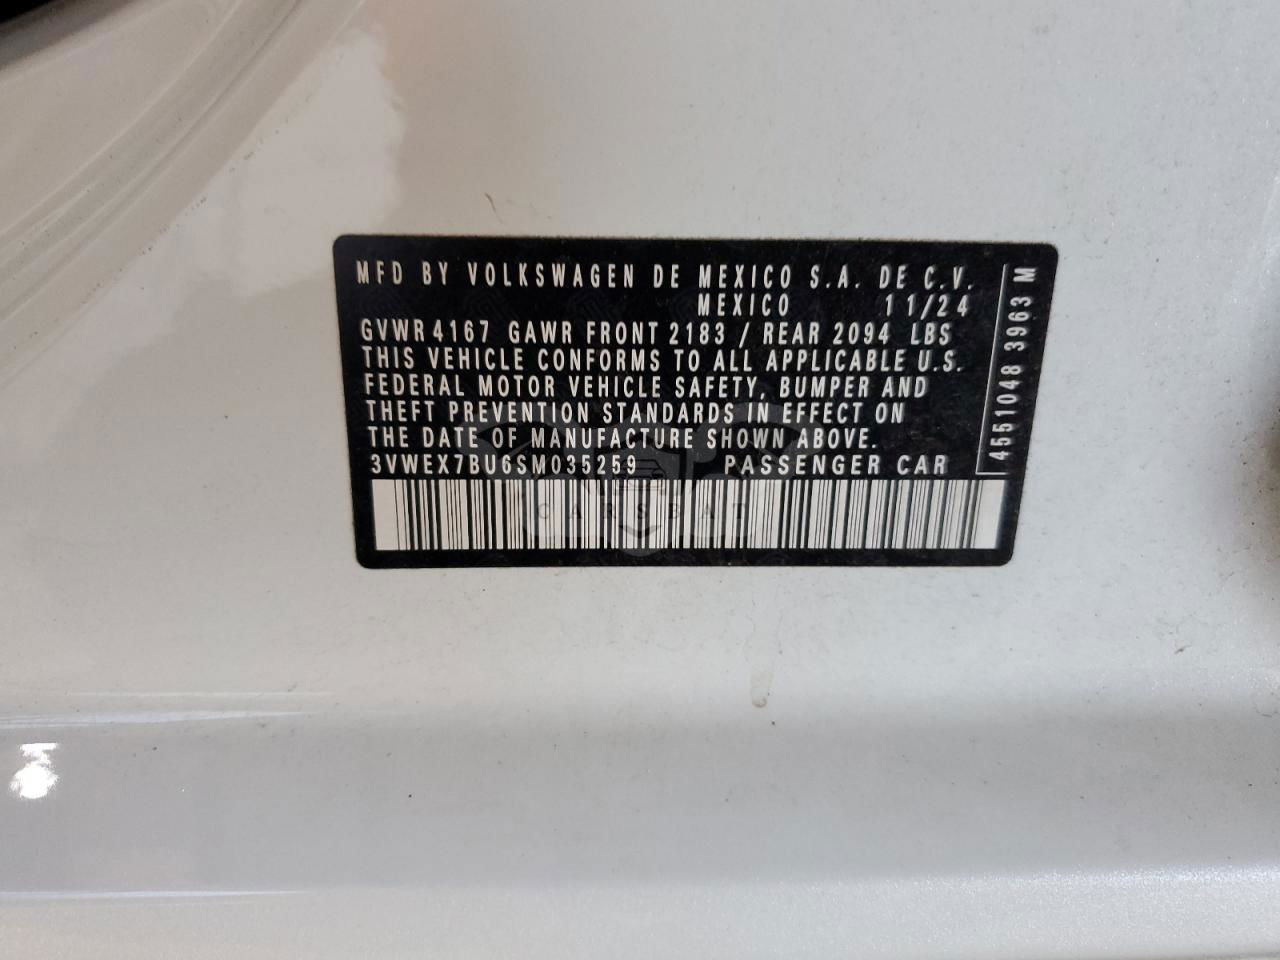 MFD BY VOLKSWAGEN DE MEXICO S.A. DE C.V.
MEXICO 11/24
GVWR 4167 GAWR FRONT 2183 / REAR 2094 LBS
THIS VEHICLE CONFORMS TO ALL APPLICABLE U.S.
FEDERAL MOTOR VEHICLE SAFETY, BUMPER AND
THEFT PREVENTION STANDARDS IN EFFECT ON
THE DATE OF MANUFACTURE SHOWN ABOVE.
3VWEX7BU6SM035259 PASSENGER CAR
4551048 3963 M
CARSBAT